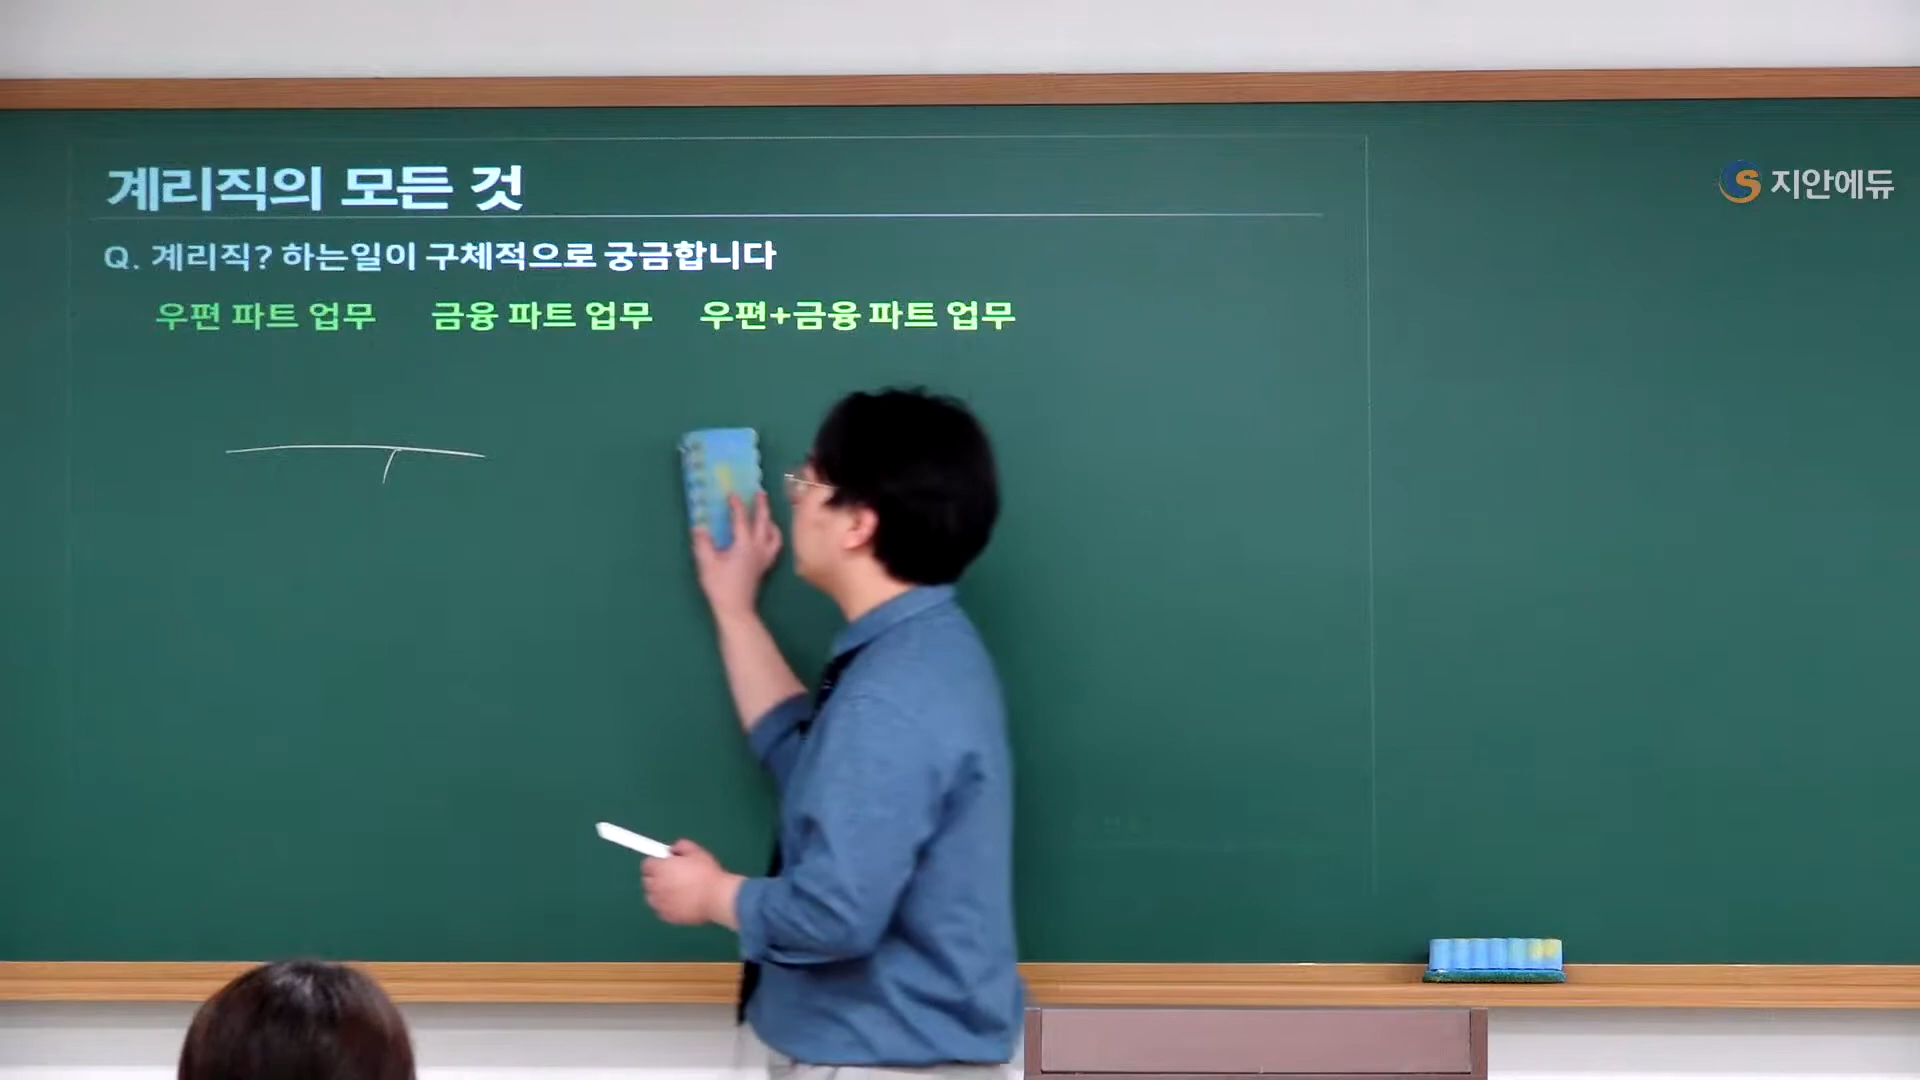 계리직의 모든 것
지안에듀
Q. 계리직? 하는일이 구체적으로 궁금합니다
우편 파트 업무 금융 파트 업무 우편+금융 파트 업무